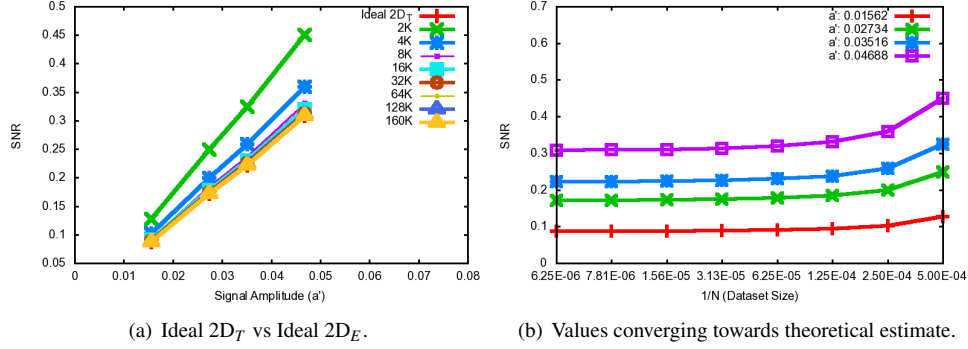 0.5
0.45
0.4
0.35
0.3
0.25
0.2
0.15
0.1
0.05
SNR
0
0.01
0.02
0.03
0.04
0.05
0.06
0.07
0.08
Signal Amplitude (a')
Ideal 2D_T
2K
4K
8K
16K
32K
64K
128K
160K
(a) Ideal 2D_T vs Ideal 2D_E.
0.7
0.6
0.5
0.4
0.3
0.2
0.1
0
SNR
6.25E-06
7.81E-06
1.56E-05
3.13E-05
6.25E-05
1.25E-04
2.50E-04
5.00E-04
1/N (Dataset Size)
a': 0.01562
a': 0.02734
a': 0.03516
a': 0.04688
(b) Values converging towards theoretical estimate.